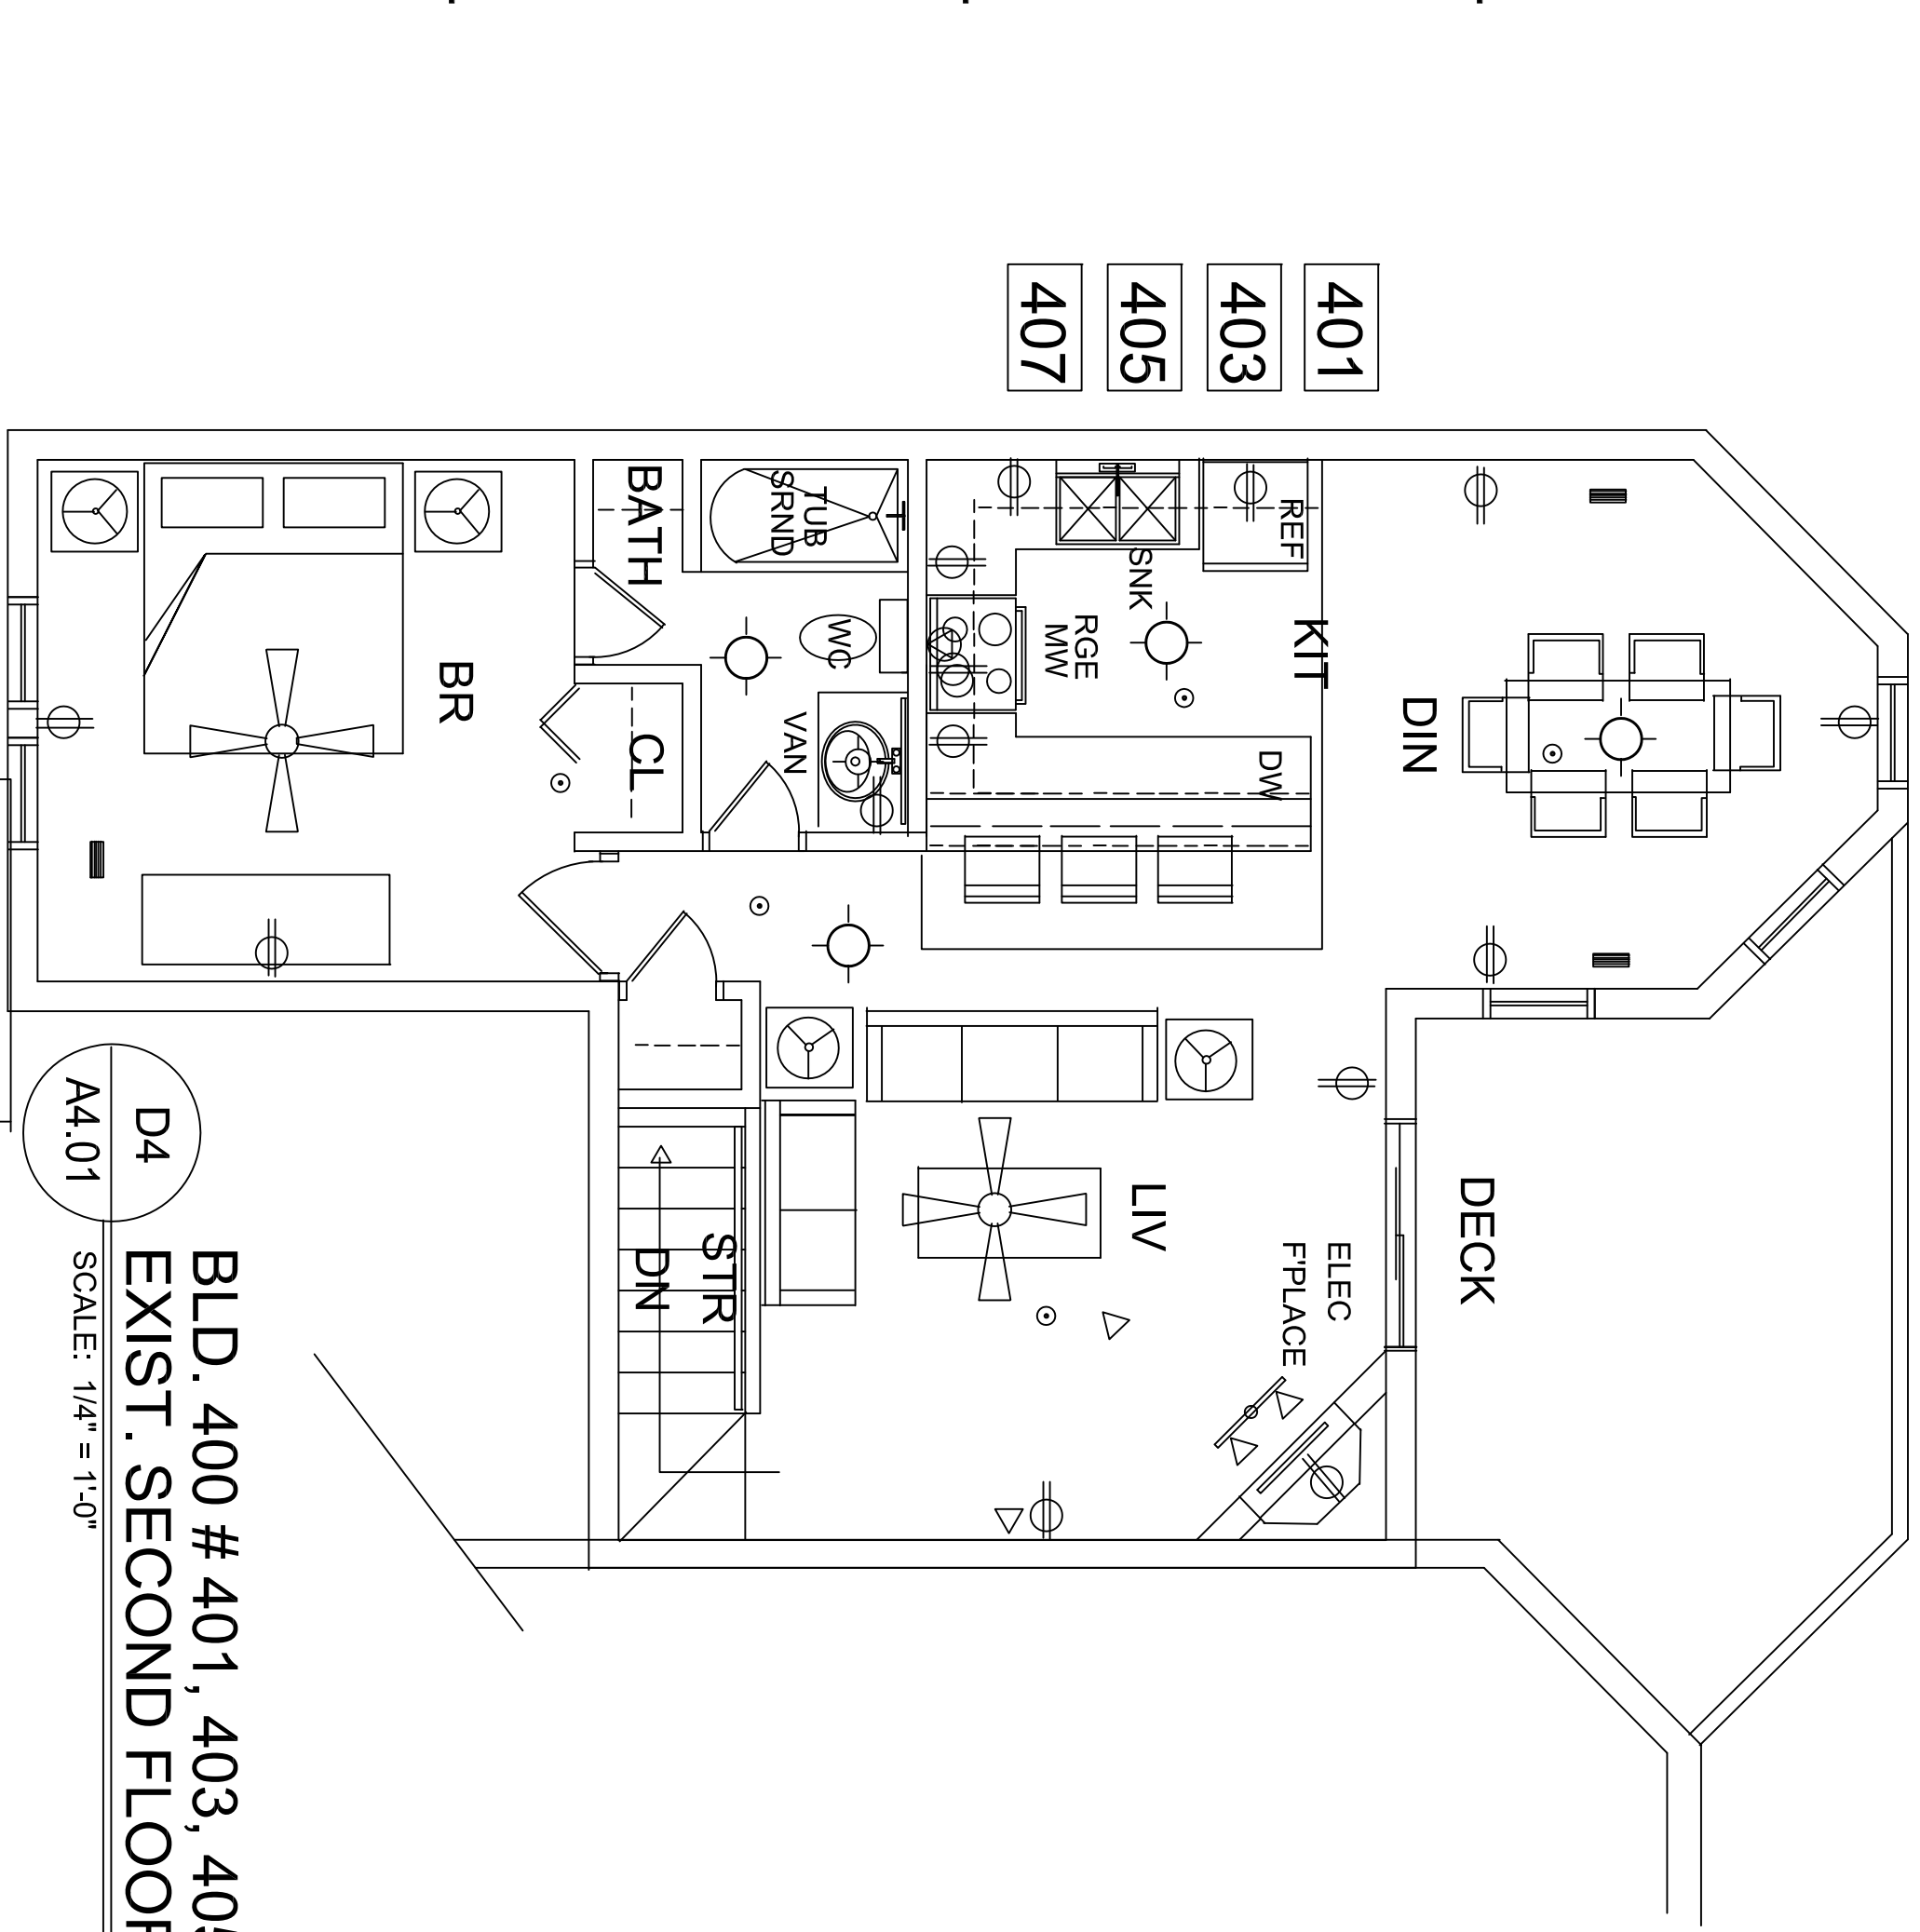 401
403
405
407
DIN
KIT
REF
DW
SNK
RGE
MW
BATH
TUB
SRND
WC
VAN
CL
BR
DECK
LIV
ELEC
F'PLACE
STR
DN
D4
A4.01
BLD. 400 # 401, 403, 405
EXIST. SECOND FLOOR
SCALE: 1/4" = 1'-0"